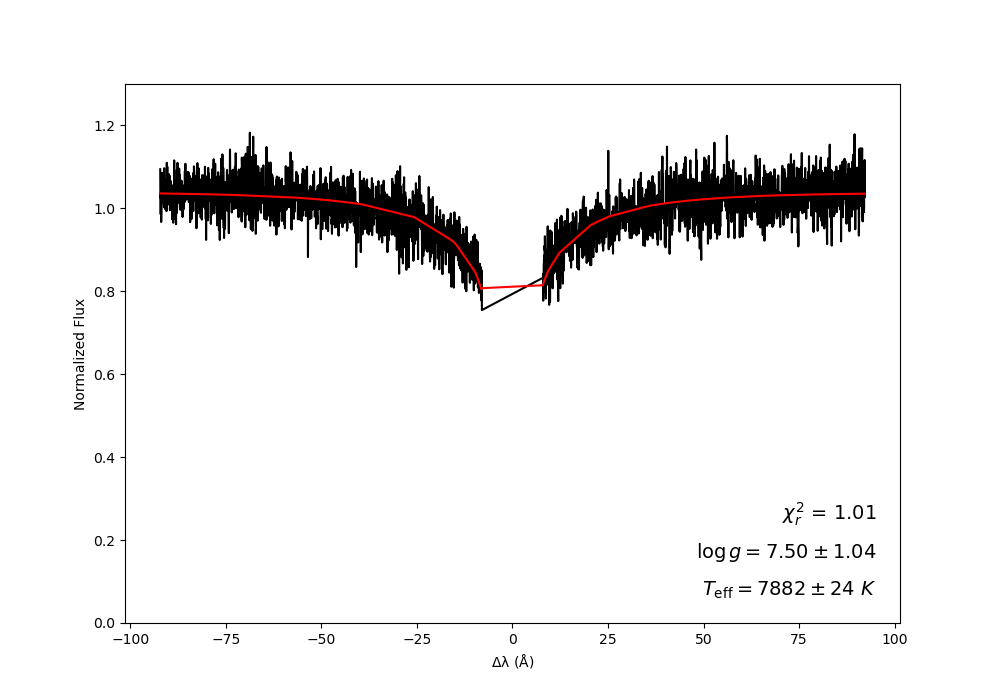 1.2
1.0
0.8
0.6
0.4
0.2
0.0
Normalized Flux
χ²ᵣ = 1.01
log g = 7.50 ± 1.04
T_eff = 7882 ± 24 K
−100 −75 −50 −25 0 25 50 75 100
Δλ (Å)